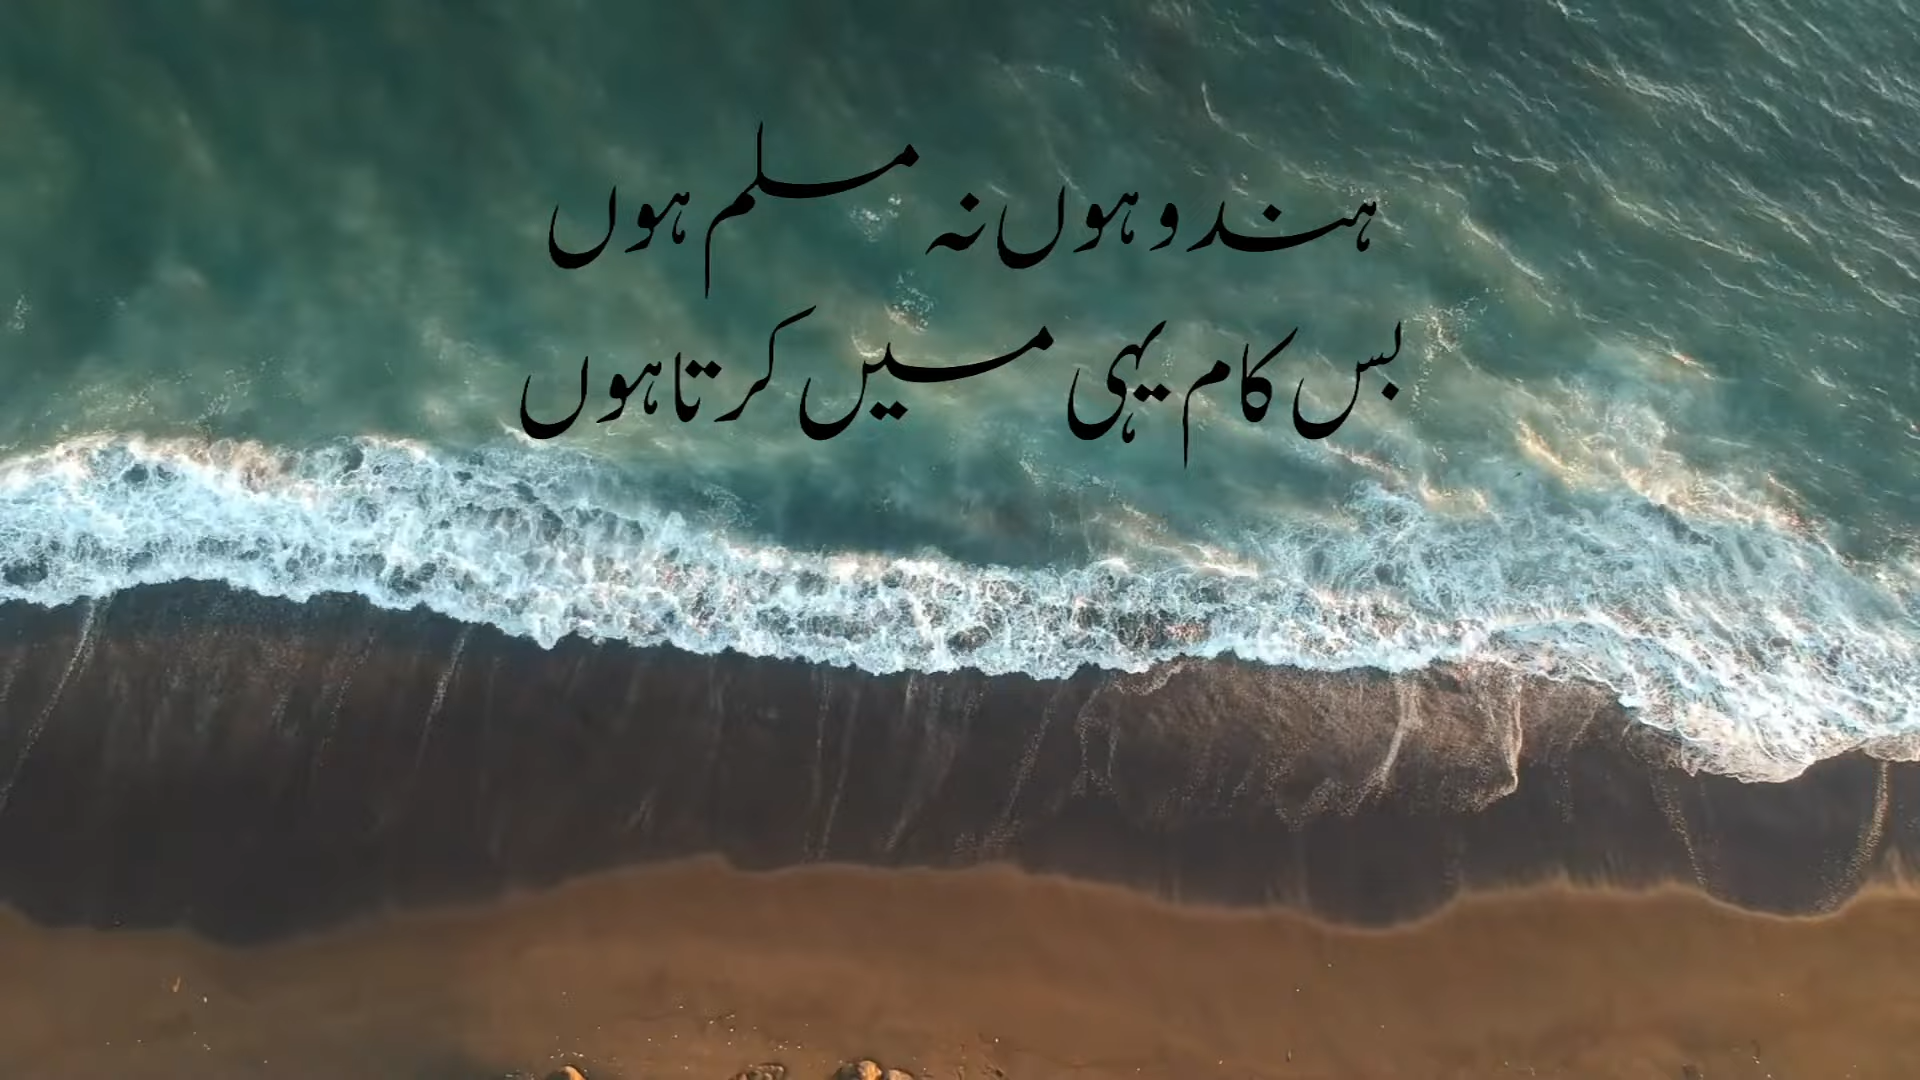 ہندو ہوں نہ مسلم ہوں
بس کام یہی میں کرتا ہوں